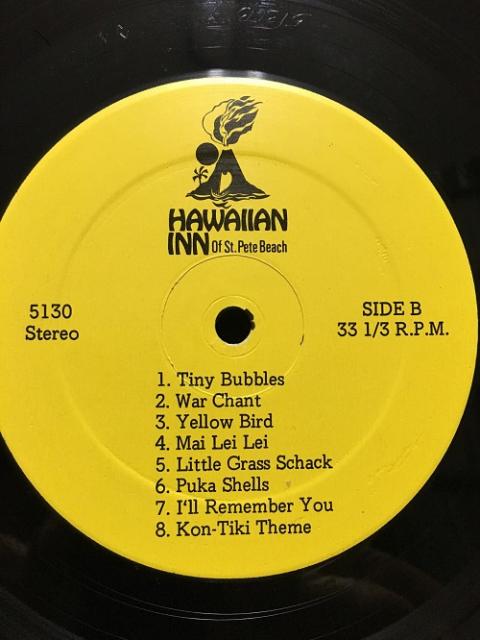 HAWAIIAN
INN Of St. Pete Beach
5130
Stereo
SIDE B
33 1/3 R.P.M.
1. Tiny Bubbles
2. War Chant
3. Yellow Bird
4. Mai Lei Lei
5. Little Grass Schack
6. Puka Shells
7. I'll Remember You
8. Kon-Tiki Theme